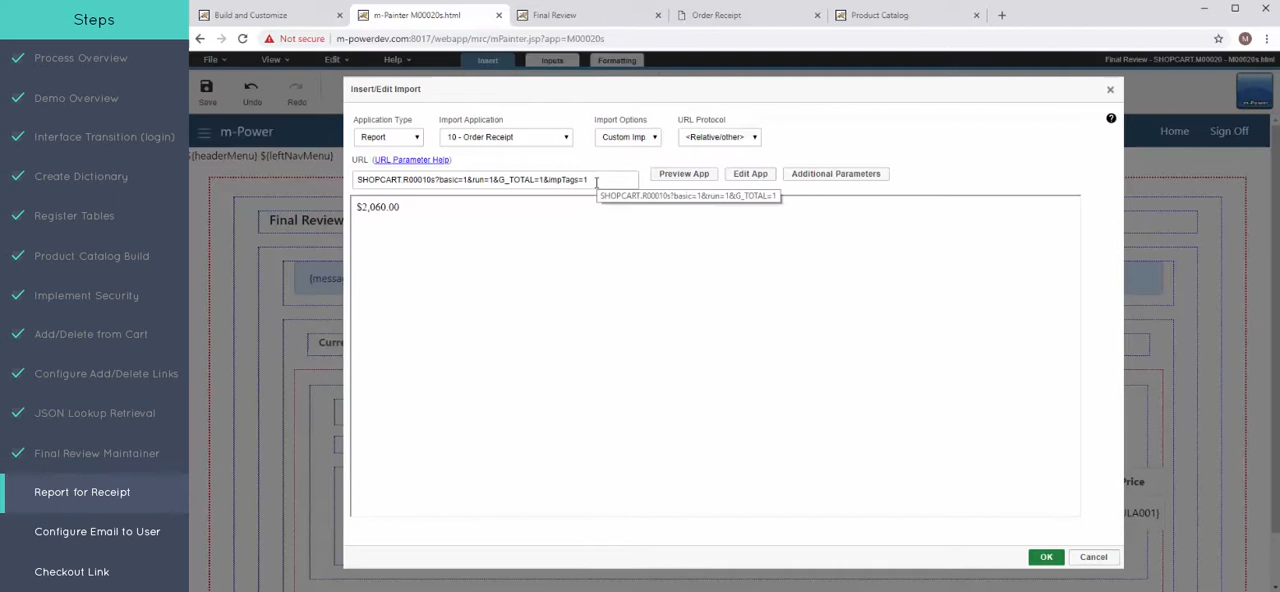 Steps
Process Overview
Demo Overview
Interface Transition (login)
Create Dictionary
Register Tables
Product Catalog Build
Implement Security
Add/Delete from Cart
Configure Add/Delete Links
JSON Lookup Retrieval
Final Review Maintainer
Report for Receipt
Configure Email to User
Checkout Link
Build and Customize
m-Painter M00020s.html
Final Review
Order Receipt
Product Catalog
Not secure
m-powerdev.com:8017/webapp/mrc/mPainter.jsp?app=M00020s
M
File
View
Edit
Help
Insert
Inputs
Formatting
Final Review - SHOPCART.M00020 - M00020s.html
Save
Undo
Redo
m-Power
m-Power
Home
Sign Off
${headerMenu} ${leftNavMenu}
Final Review
{messa
Curre
Price
ULA001}
Insert/Edit Import
Application Type
Import Application
Import Options
URL Protocol
Report
10 - Order Receipt
Custom Imp
<Relative/other>
URL (URL Parameter Help)
SHOPCART.R00010s?basic=1&run=1&G_TOTAL=1&impTags=1
Preview App
Edit App
Additional Parameters
SHOPCART.R00010s?basic=1&run=1&G_TOTAL=1
$2,060.00
OK
Cancel